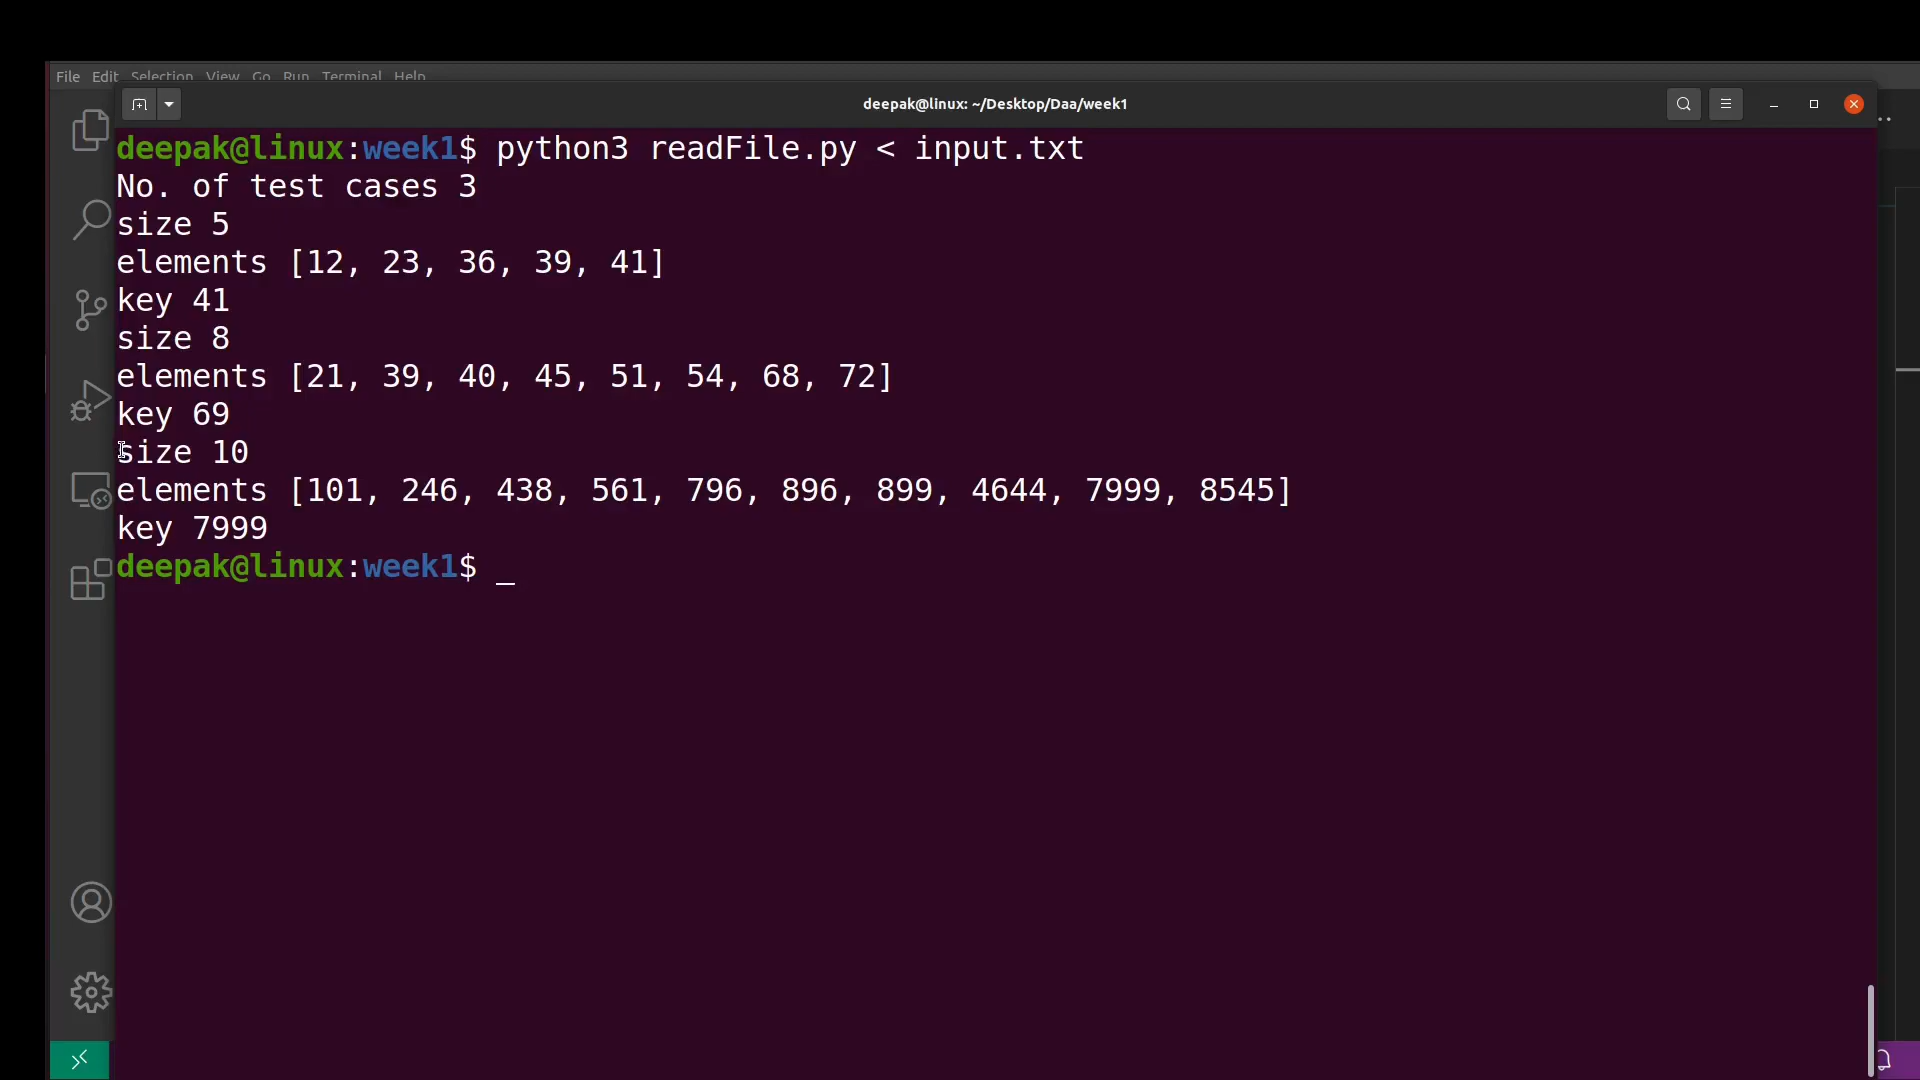 File Edit Selection View Go Run Terminal Help
deepak@linux: ~/Desktop/Daa/week1
deepak@linux:week1$ python3 readFile.py < input.txt
No. of test cases 3
size 5
elements [12, 23, 36, 39, 41]
key 41
size 8
elements [21, 39, 40, 45, 51, 54, 68, 72]
key 69
size 10
elements [101, 246, 438, 561, 796, 896, 899, 4644, 7999, 8545]
key 7999
deepak@linux:week1$ _